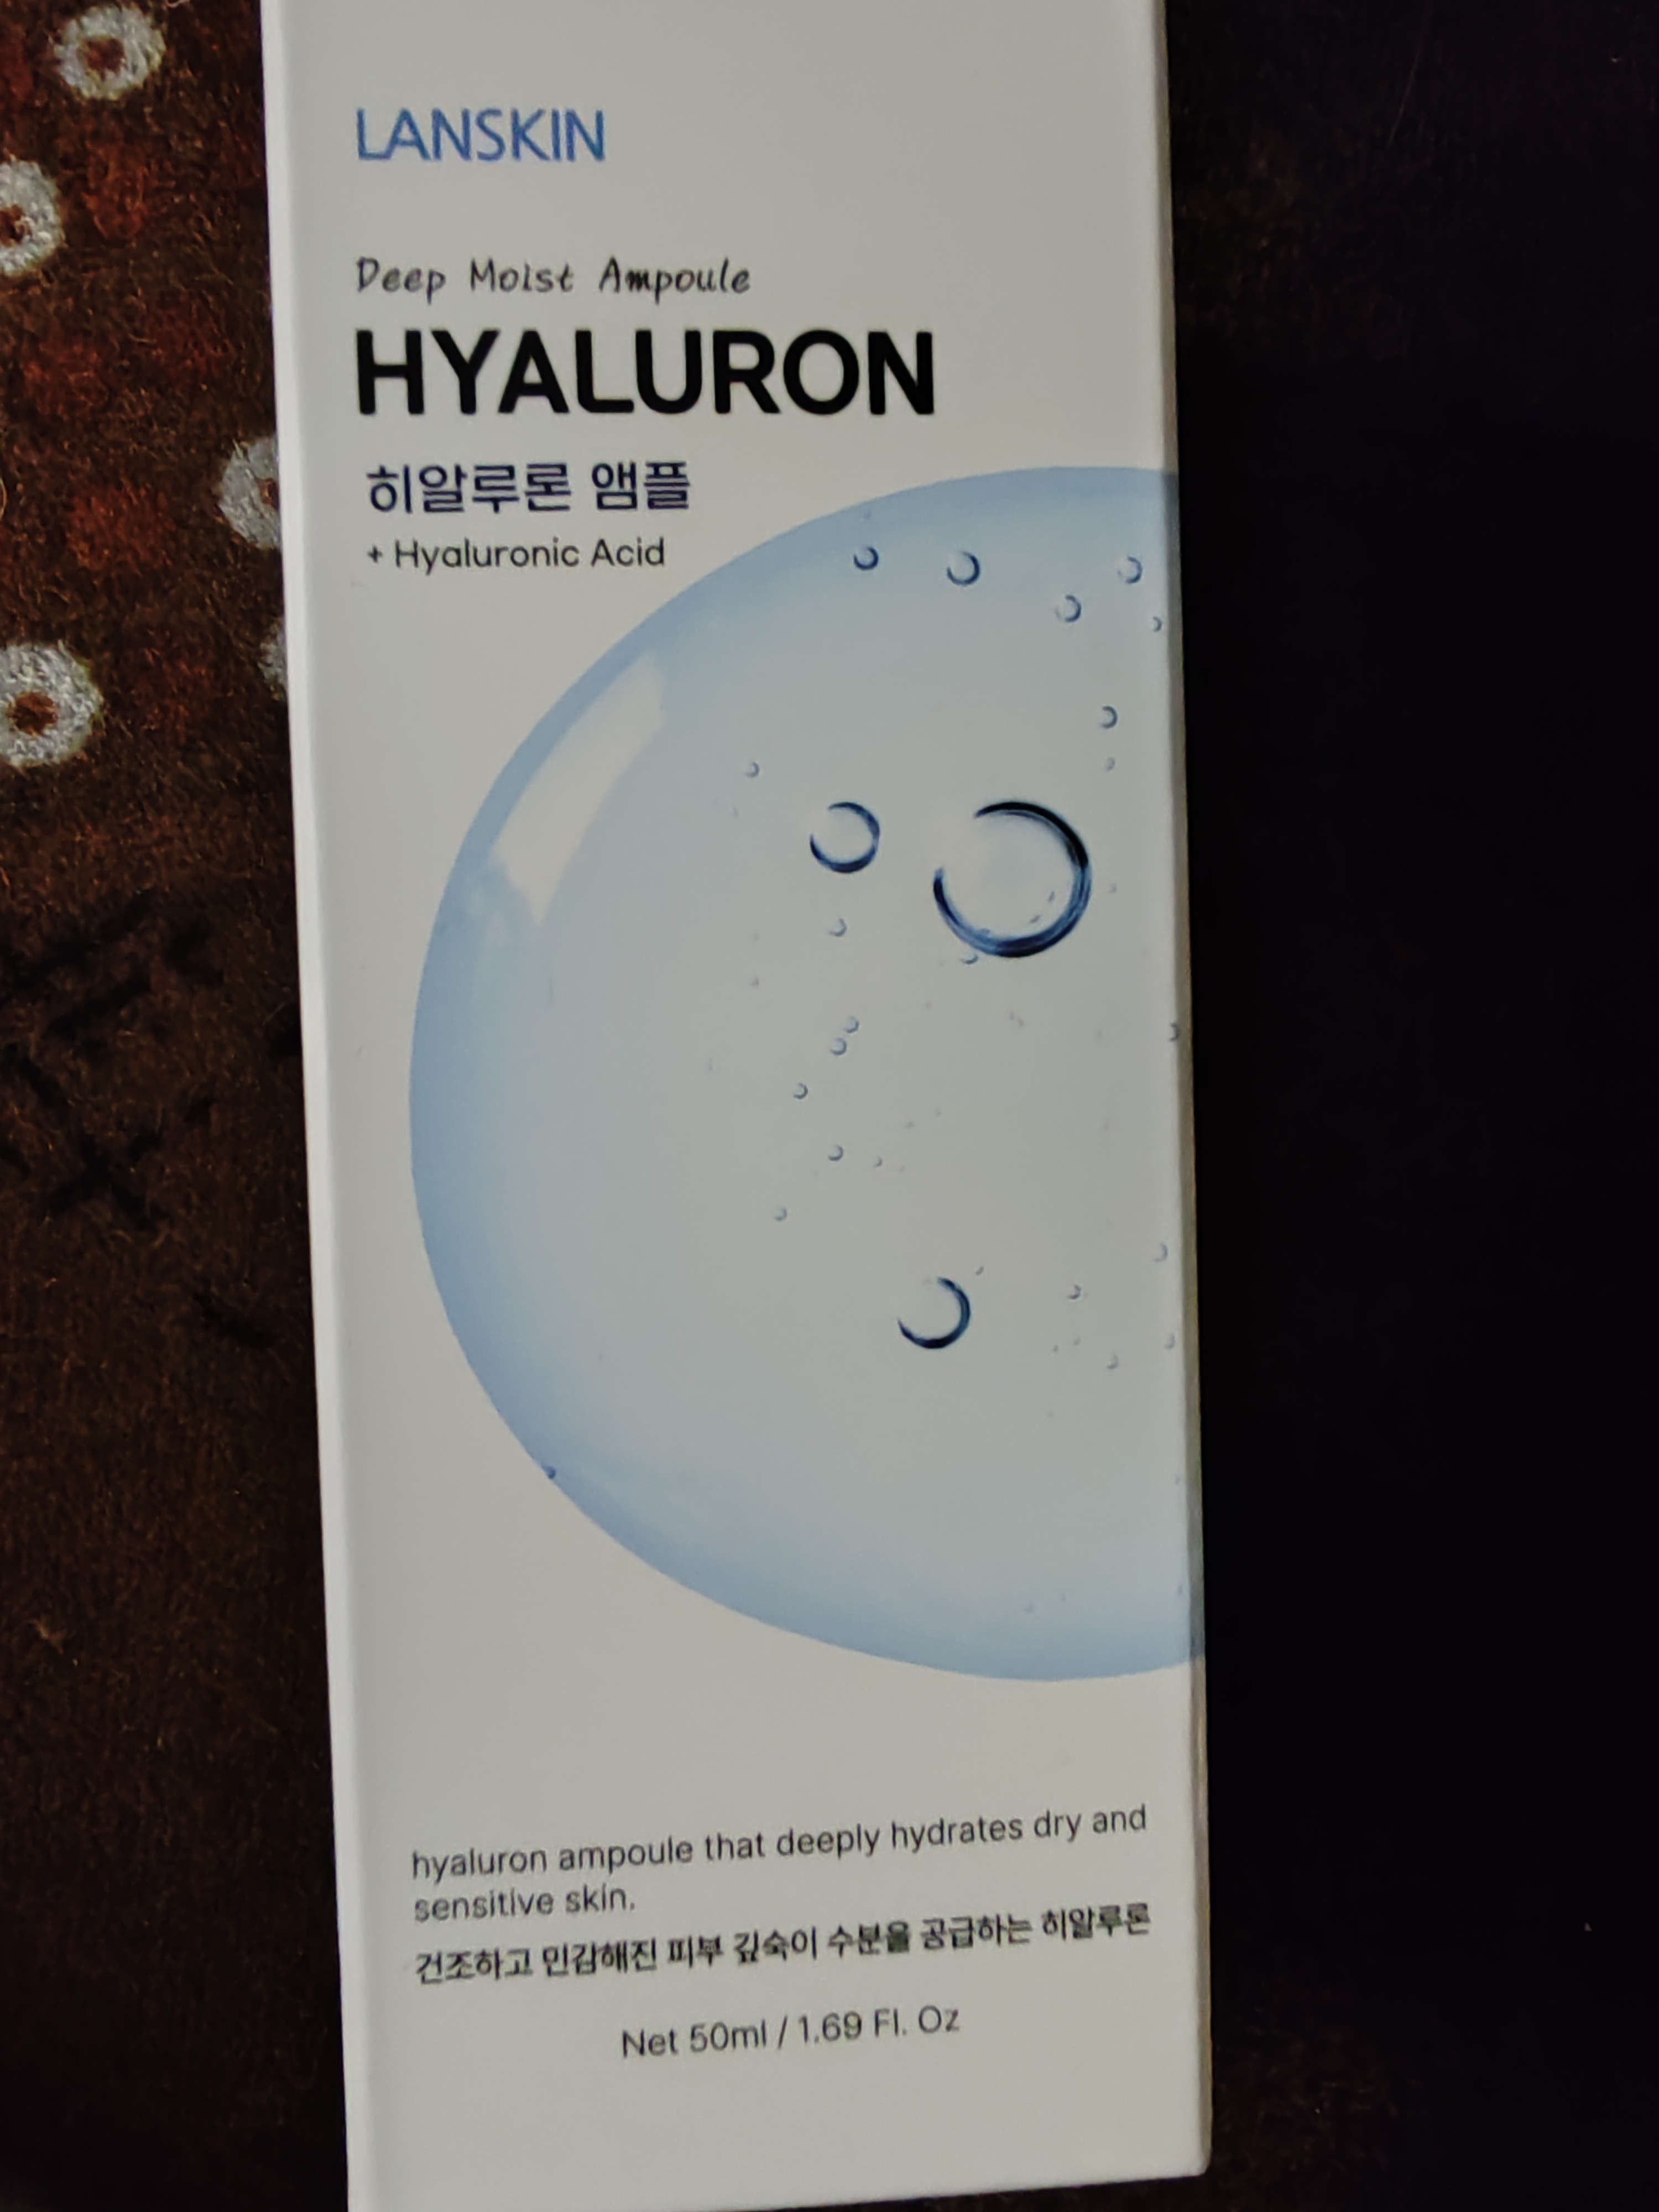 LANSKIN
Deep Moist Ampoule
HYALURON
히알루론 앰플
+ Hyaluronic Acid
hyaluron ampoule that deeply hydrates dry and
sensitive skin.
건조하고 민감해진 피부 깊숙이 수분을 공급하는 히알루론
Net 50ml / 1.69 Fl. Oz